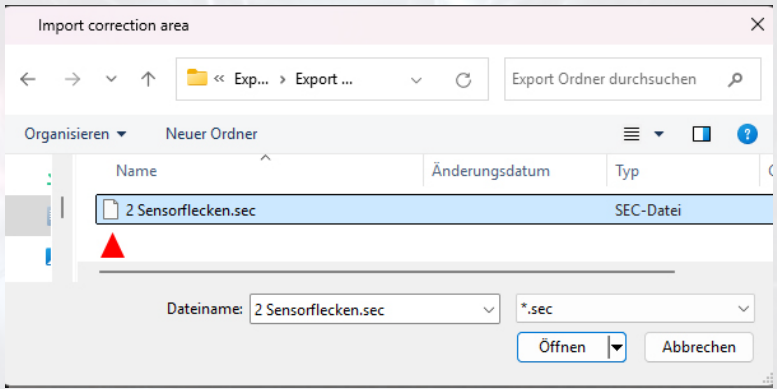 Import correction area
« Exp... › Export ... Export Ordner durchsuchen
Organisieren Neuer Ordner ?
Name Änderungsdatum Typ
2 Sensorflecken.sec SEC-Datei
Dateiname: 2 Sensorflecken.sec *.sec
Öffnen Abbrechen